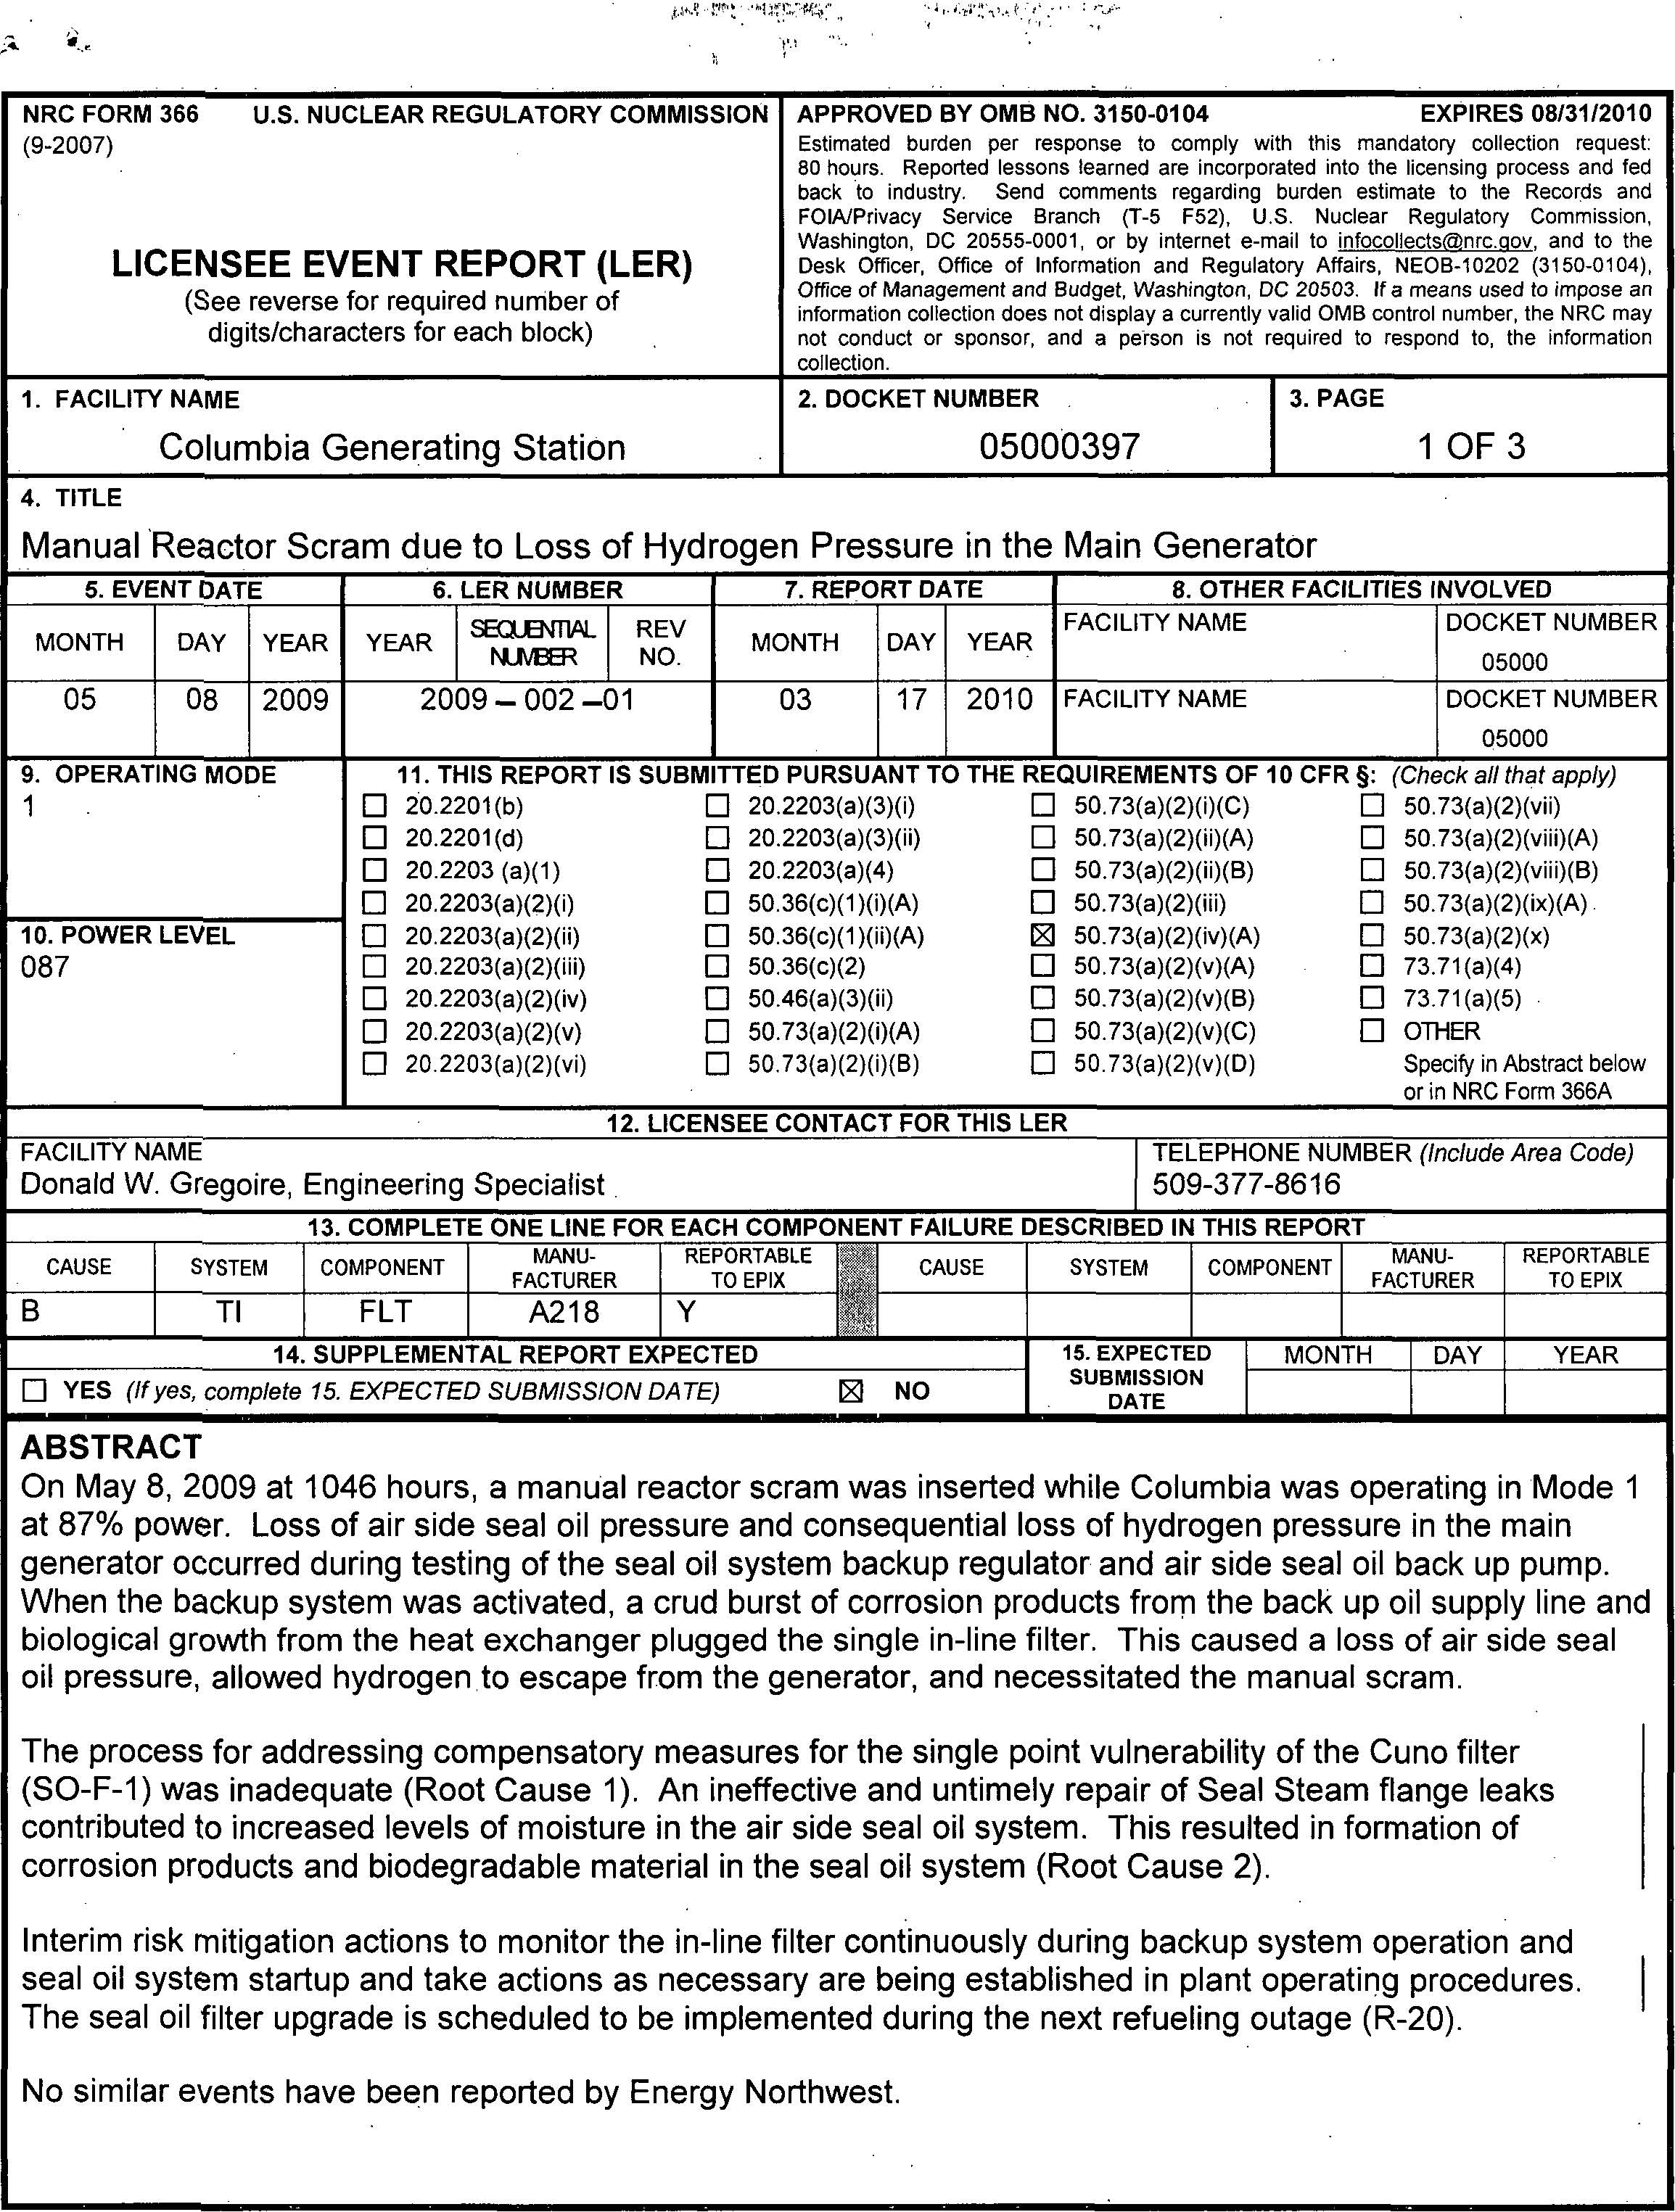 NRC FORM 366 U.S. NUCLEAR REGULATORY COMMISSION
(9-2007)
LICENSEE EVENT REPORT (LER)
(See reverse for required number of
digits/characters for each block)
APPROVED BY OMB NO. 3150-0104 EXPIRES 08/31/2010
Estimated burden per response to comply with this mandatory collection request:
80 hours. Reported lessons learned are incorporated into the licensing process and fed
back to industry. Send comments regarding burden estimate to the Records and
FOIA/Privacy Service Branch (T-5 F52), U.S. Nuclear Regulatory Commission,
Washington, DC 20555-0001, or by internet e-mail to infocollects@nrc.gov, and to the
Desk Officer, Office of Information and Regulatory Affairs, NEOB-10202 (3150-0104),
Office of Management and Budget, Washington, DC 20503. If a means used to impose an
information collection does not display a currently valid OMB control number, the NRC may
not conduct or sponsor, and a person is not required to respond to, the information
collection.
1. FACILITY NAME 2. DOCKET NUMBER 3. PAGE
Columbia Generating Station 05000397 1 OF 3
4. TITLE
Manual Reactor Scram due to Loss of Hydrogen Pressure in the Main Generator
5. EVENT DATE 6. LER NUMBER 7. REPORT DATE 8. OTHER FACILITIES INVOLVED
MONTH DAY YEAR YEAR SEQUENTIAL NUMBER REV NO. MONTH DAY YEAR FACILITY NAME DOCKET NUMBER
05000
05 08 2009 2009 – 002 –01 03 17 2010 FACILITY NAME DOCKET NUMBER
05000
9. OPERATING MODE 11. THIS REPORT IS SUBMITTED PURSUANT TO THE REQUIREMENTS OF 10 CFR §: (Check all that apply)
1 ☐ 20.2201(b) ☐ 20.2203(a)(3)(i) ☐ 50.73(a)(2)(i)(C) ☐ 50.73(a)(2)(vii)
☐ 20.2201(d) ☐ 20.2203(a)(3)(ii) ☐ 50.73(a)(2)(ii)(A) ☐ 50.73(a)(2)(viii)(A)
☐ 20.2203 (a)(1) ☐ 20.2203(a)(4) ☐ 50.73(a)(2)(ii)(B) ☐ 50.73(a)(2)(viii)(B)
☐ 20.2203(a)(2)(i) ☐ 50.36(c)(1)(i)(A) ☐ 50.73(a)(2)(iii) ☐ 50.73(a)(2)(ix)(A)
10. POWER LEVEL ☐ 20.2203(a)(2)(ii) ☐ 50.36(c)(1)(ii)(A) ☒ 50.73(a)(2)(iv)(A) ☐ 50.73(a)(2)(x)
087 ☐ 20.2203(a)(2)(iii) ☐ 50.36(c)(2) ☐ 50.73(a)(2)(v)(A) ☐ 73.71(a)(4)
☐ 20.2203(a)(2)(iv) ☐ 50.46(a)(3)(ii) ☐ 50.73(a)(2)(v)(B) ☐ 73.71(a)(5)
☐ 20.2203(a)(2)(v) ☐ 50.73(a)(2)(i)(A) ☐ 50.73(a)(2)(v)(C) ☐ OTHER
☐ 20.2203(a)(2)(vi) ☐ 50.73(a)(2)(i)(B) ☐ 50.73(a)(2)(v)(D) Specify in Abstract below
or in NRC Form 366A
12. LICENSEE CONTACT FOR THIS LER
FACILITY NAME TELEPHONE NUMBER (Include Area Code)
Donald W. Gregoire, Engineering Specialist 509-377-8616
13. COMPLETE ONE LINE FOR EACH COMPONENT FAILURE DESCRIBED IN THIS REPORT
CAUSE SYSTEM COMPONENT MANU-FACTURER REPORTABLE TO EPIX CAUSE SYSTEM COMPONENT MANU-FACTURER REPORTABLE TO EPIX
B TI FLT A218 Y
14. SUPPLEMENTAL REPORT EXPECTED 15. EXPECTED SUBMISSION DATE MONTH DAY YEAR
☐ YES (If yes, complete 15. EXPECTED SUBMISSION DATE) ☒ NO
ABSTRACT
On May 8, 2009 at 1046 hours, a manual reactor scram was inserted while Columbia was operating in Mode 1
at 87% power. Loss of air side seal oil pressure and consequential loss of hydrogen pressure in the main
generator occurred during testing of the seal oil system backup regulator and air side seal oil back up pump.
When the backup system was activated, a crud burst of corrosion products from the back up oil supply line and
biological growth from the heat exchanger plugged the single in-line filter. This caused a loss of air side seal
oil pressure, allowed hydrogen to escape from the generator, and necessitated the manual scram.
The process for addressing compensatory measures for the single point vulnerability of the Cuno filter
(SO-F-1) was inadequate (Root Cause 1). An ineffective and untimely repair of Seal Steam flange leaks
contributed to increased levels of moisture in the air side seal oil system. This resulted in formation of
corrosion products and biodegradable material in the seal oil system (Root Cause 2).
Interim risk mitigation actions to monitor the in-line filter continuously during backup system operation and
seal oil system startup and take actions as necessary are being established in plant operating procedures.
The seal oil filter upgrade is scheduled to be implemented during the next refueling outage (R-20).
No similar events have been reported by Energy Northwest.